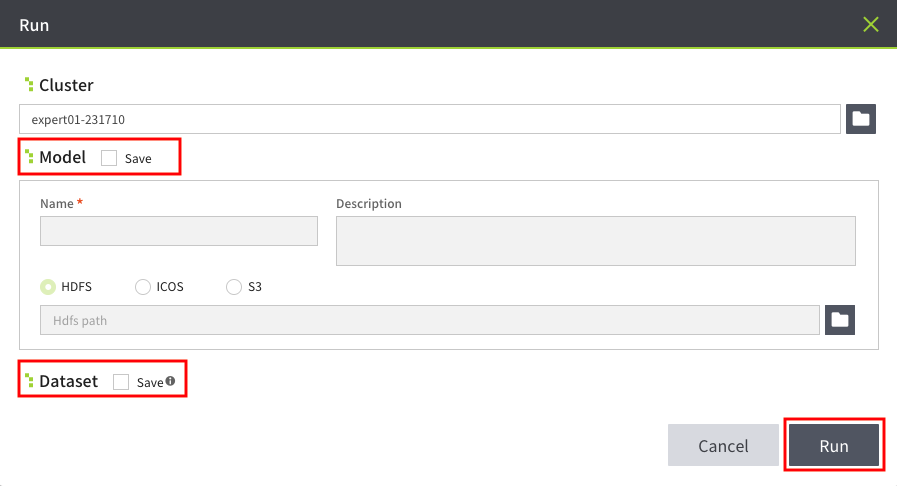 Run
Cluster
expert01-231710
Model Save
Name * Description
HDFS ICOS S3
Hdfs path
Dataset Save
Cancel Run